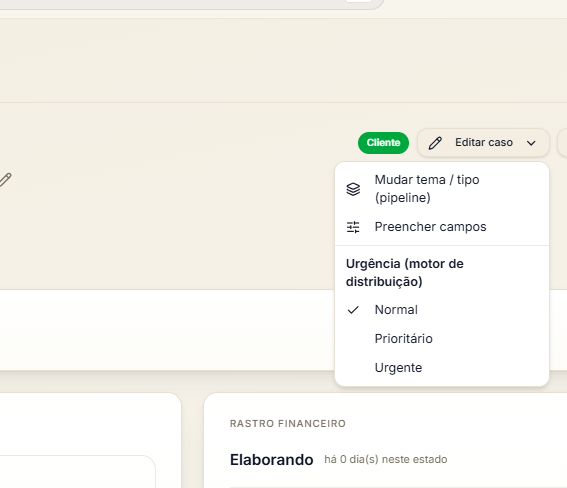 Cliente
Editar caso
Mudar tema / tipo
(pipeline)
Preencher campos
Urgência (motor de
distribuição)
Normal
Prioritário
Urgente
RASTRO FINANCEIRO
Elaborando há 0 dia(s) neste estado